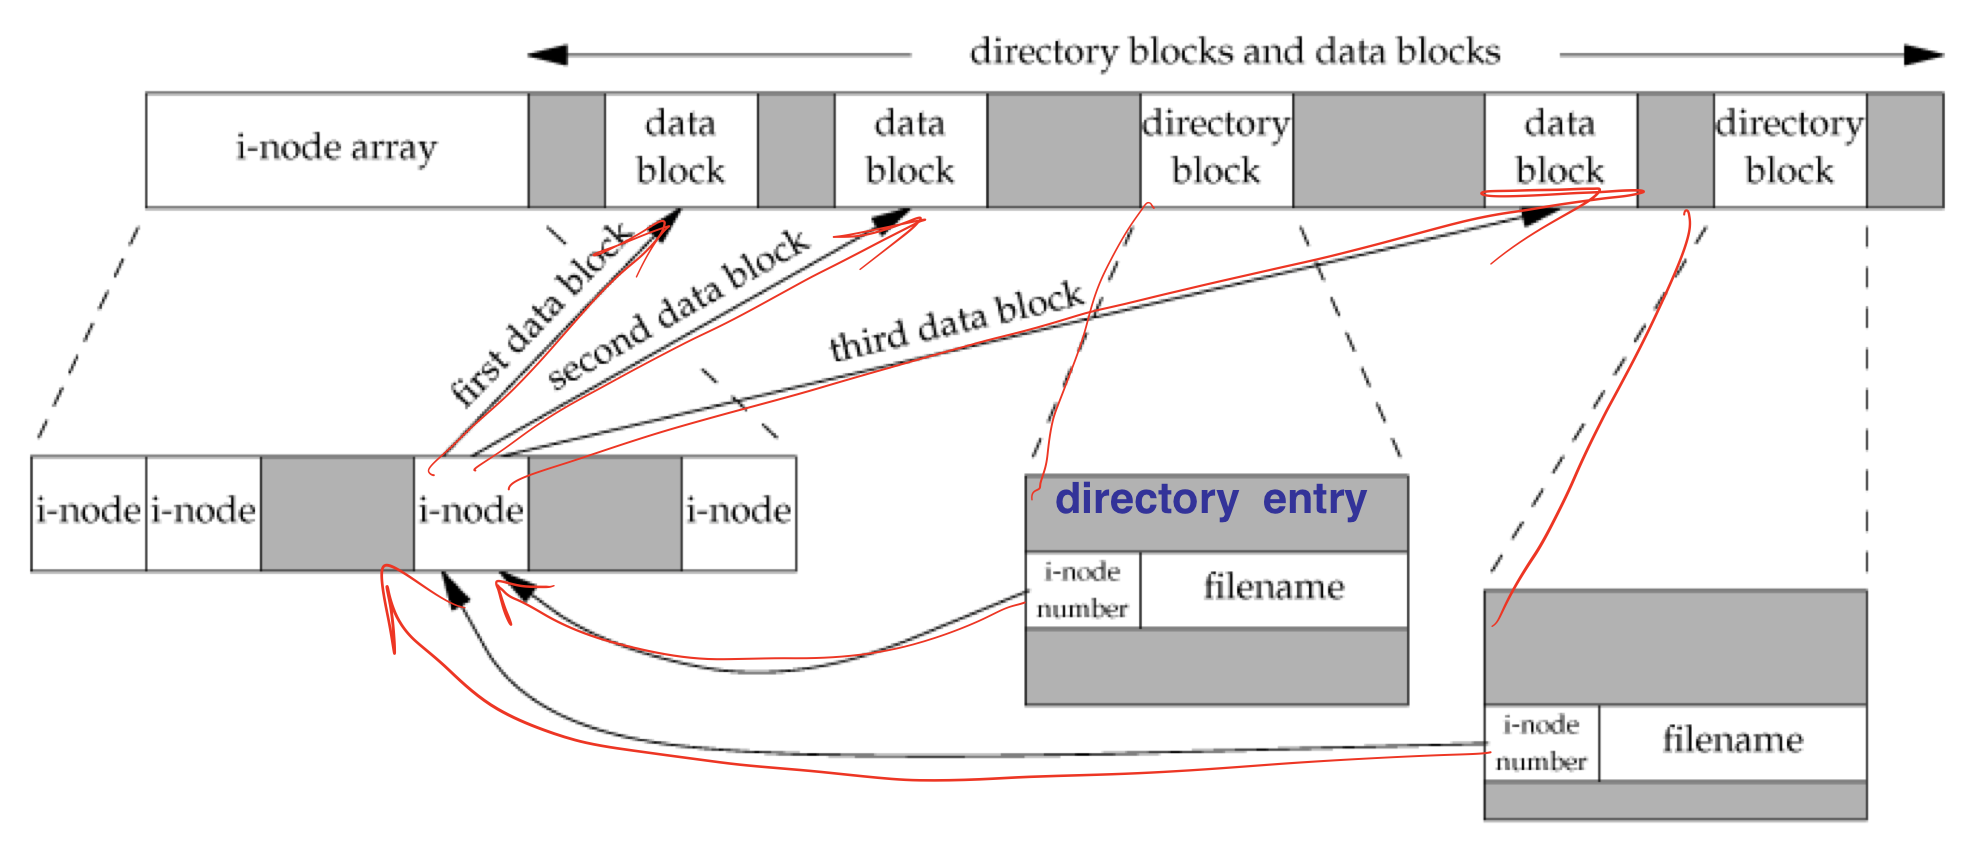 directory blocks and data blocks
i-node array
data
block
data
block
directory
block
data
block
directory
block
first data block
second data block
third data block
i-node
i-node
i-node
i-node
directory entry
i-node
number
filename
i-node
number
filename